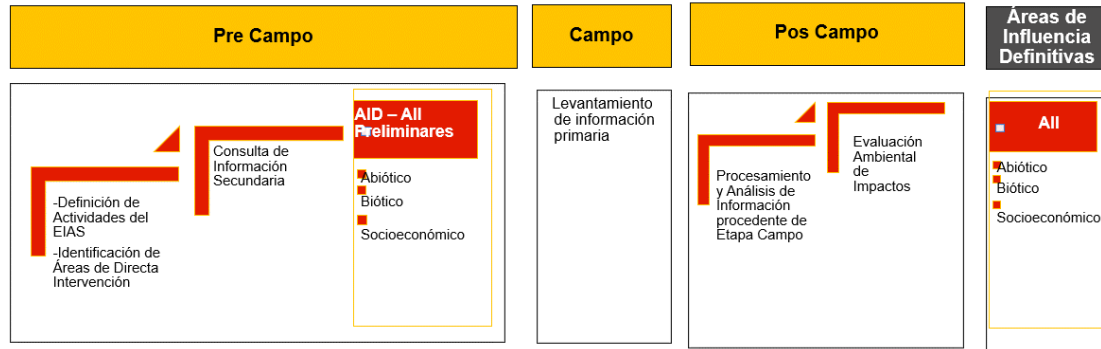 Pre Campo
Campo
Pos Campo
Áreas de
Influencia
Definitivas
-Definición de
Actividades del
EIAS
-Identificación de
Áreas de Directa
Intervención
Consulta de
Información
Secundaria
AID – AII
Preliminares
Abiótico
Biótico
Socioeconómico
Levantamiento
de información
primaria
Procesamiento
y Análisis de
Información
procedente de
Etapa Campo
Evaluación
Ambiental
de
Impactos
AII
Abiótico
Biótico
Socioeconómico